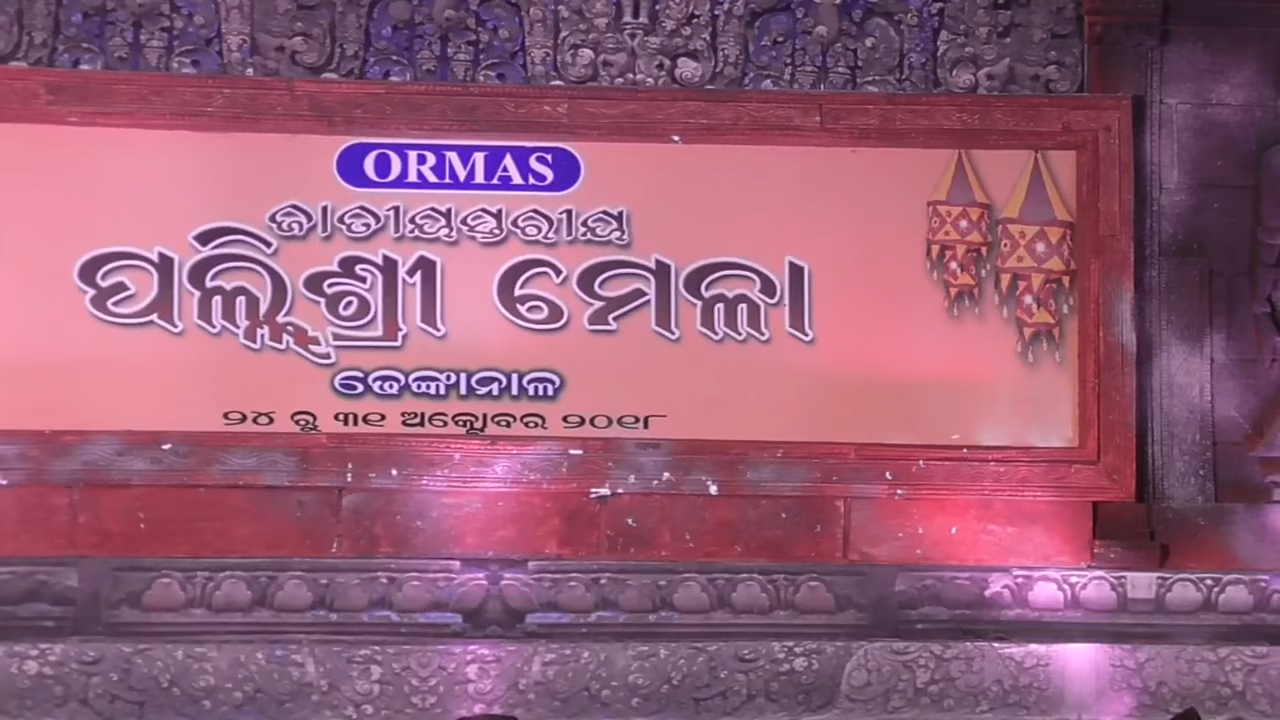 ORMAS
ଜାତୀୟସ୍ତରୀୟ
ପଲ୍ଲିଶ୍ରୀ ମେଳା
ଢେଙ୍କାନାଳ
୨୪ ରୁ ୩୧ ଅକ୍ଟୋବର ୨୦୧୮